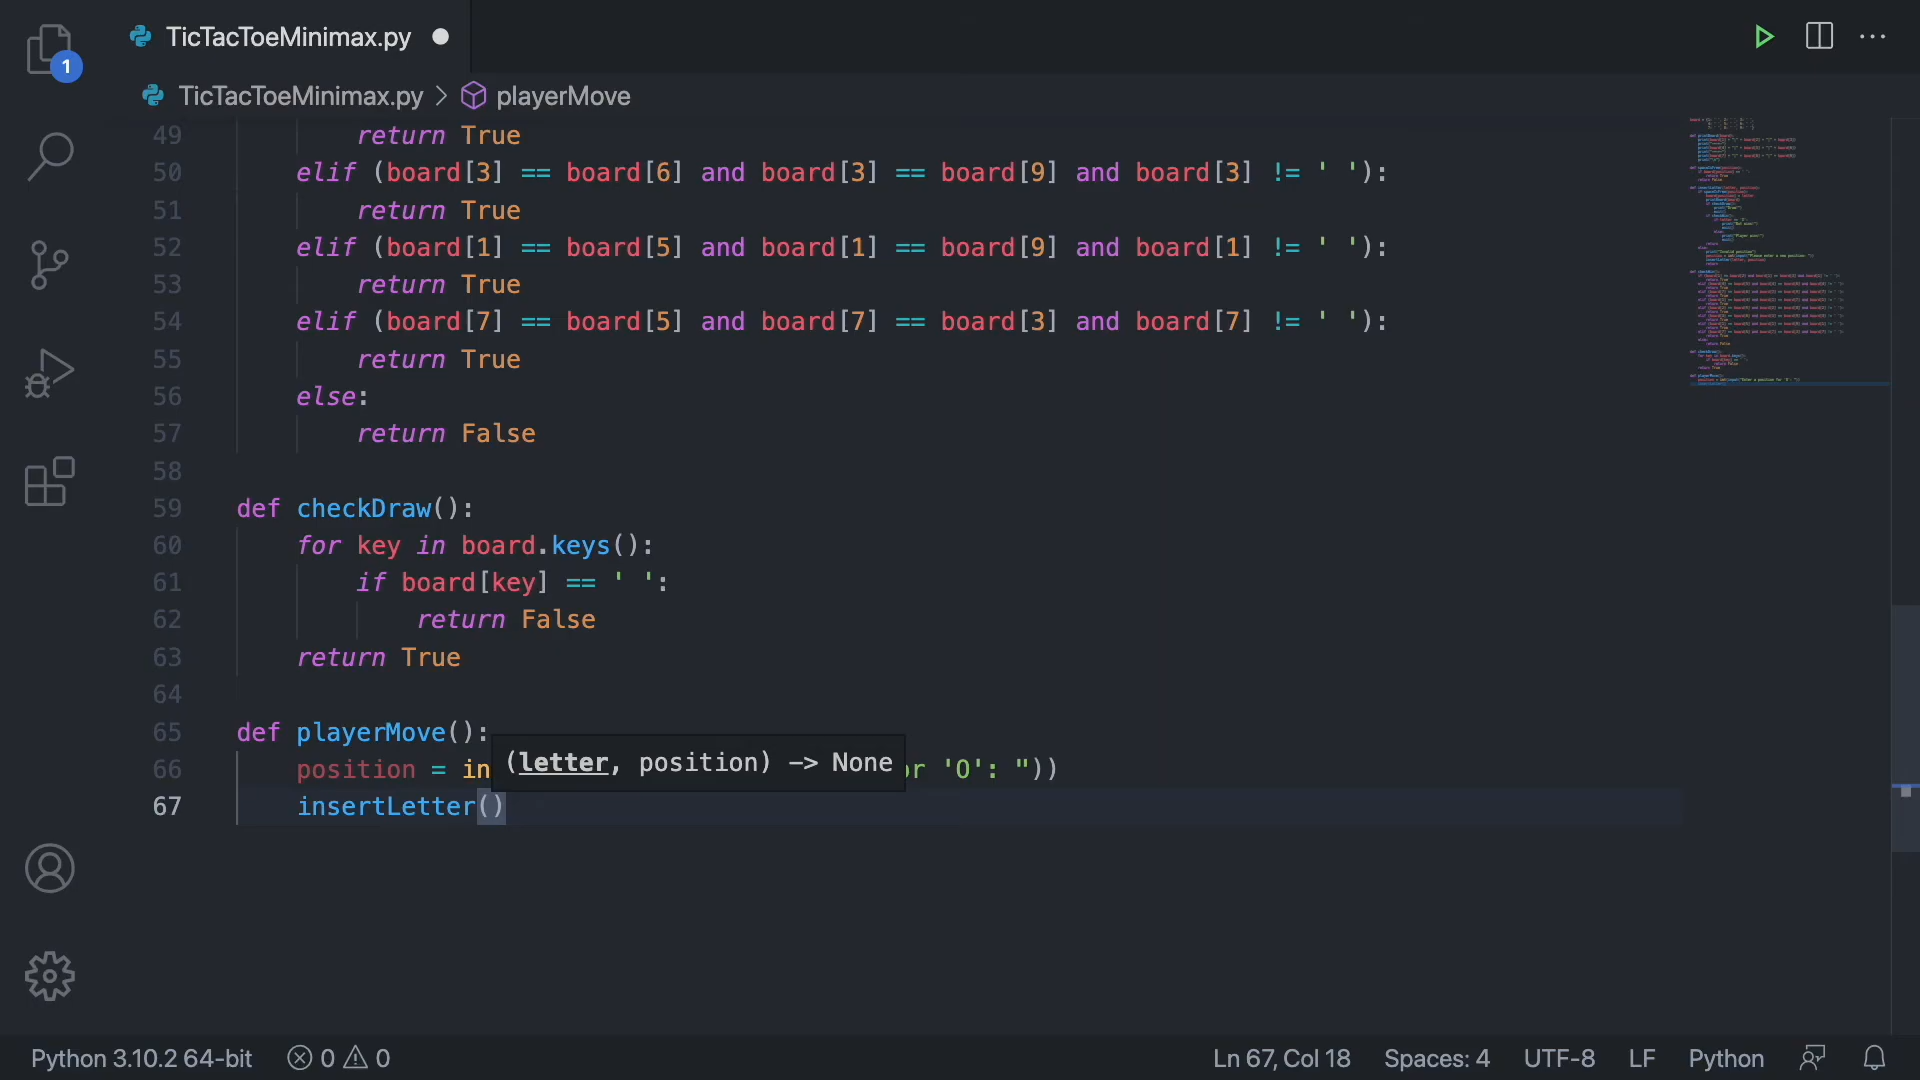 TicTacToeMinimax.py
1
TicTacToeMinimax.py > playerMove
49 return True
50 elif (board[3] == board[6] and board[3] == board[9] and board[3] != ' '):
51 return True
52 elif (board[1] == board[5] and board[1] == board[9] and board[1] != ' '):
53 return True
54 elif (board[7] == board[5] and board[7] == board[3] and board[7] != ' '):
55 return True
56 else:
57 return False
58
59 def checkDraw():
60 for key in board.keys():
61 if board[key] == ' ':
62 return False
63 return True
64
65 def playerMove():
(letter, position) -> None
66 position = in or 'O': "))
67 insertLetter()
Python 3.10.2 64-bit 0 0 Ln 67, Col 18 Spaces: 4 UTF-8 LF Python